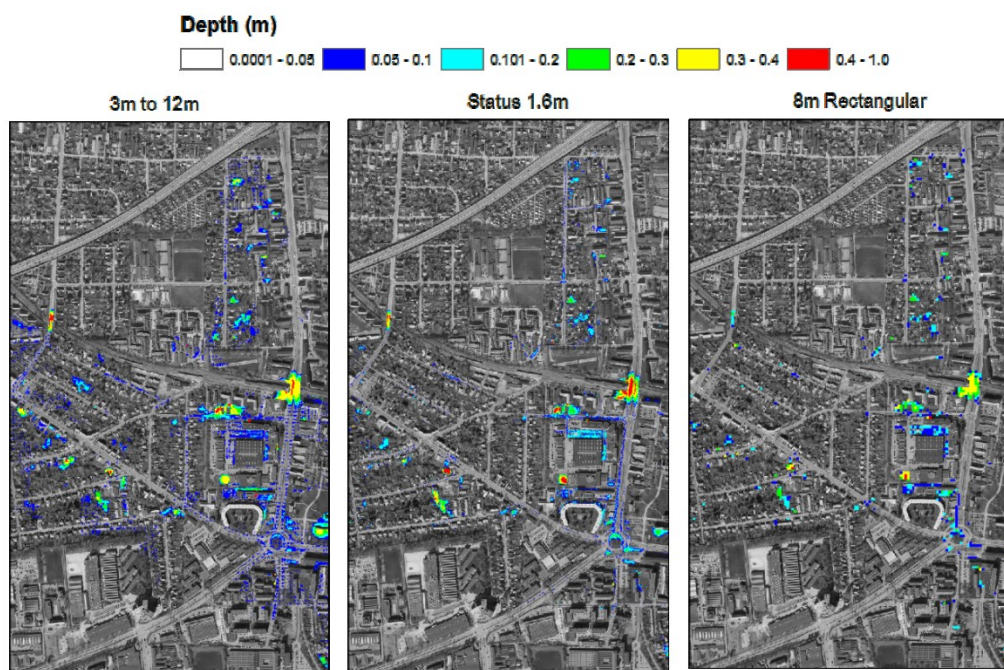 Depth (m)
0.0001 - 0.05 0.05 - 0.1 0.101 - 0.2 0.2 - 0.3 0.3 - 0.4 0.4 - 1.0
3m to 12m Status 1.6m 8m Rectangular